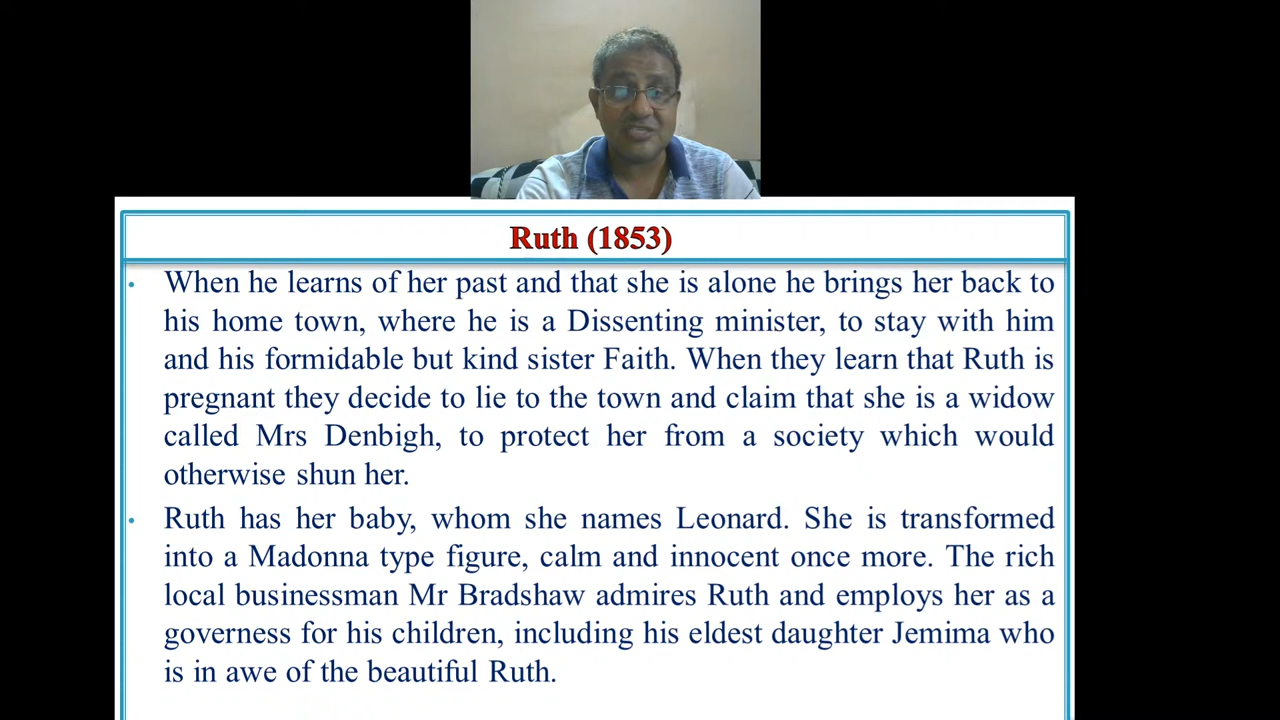 Ruth (1853)
• When he learns of her past and that she is alone he brings her back to
his home town, where he is a Dissenting minister, to stay with him
and his formidable but kind sister Faith. When they learn that Ruth is
pregnant they decide to lie to the town and claim that she is a widow
called Mrs Denbigh, to protect her from a society which would
otherwise shun her.
• Ruth has her baby, whom she names Leonard. She is transformed
into a Madonna type figure, calm and innocent once more. The rich
local businessman Mr Bradshaw admires Ruth and employs her as a
governess for his children, including his eldest daughter Jemima who
is in awe of the beautiful Ruth.